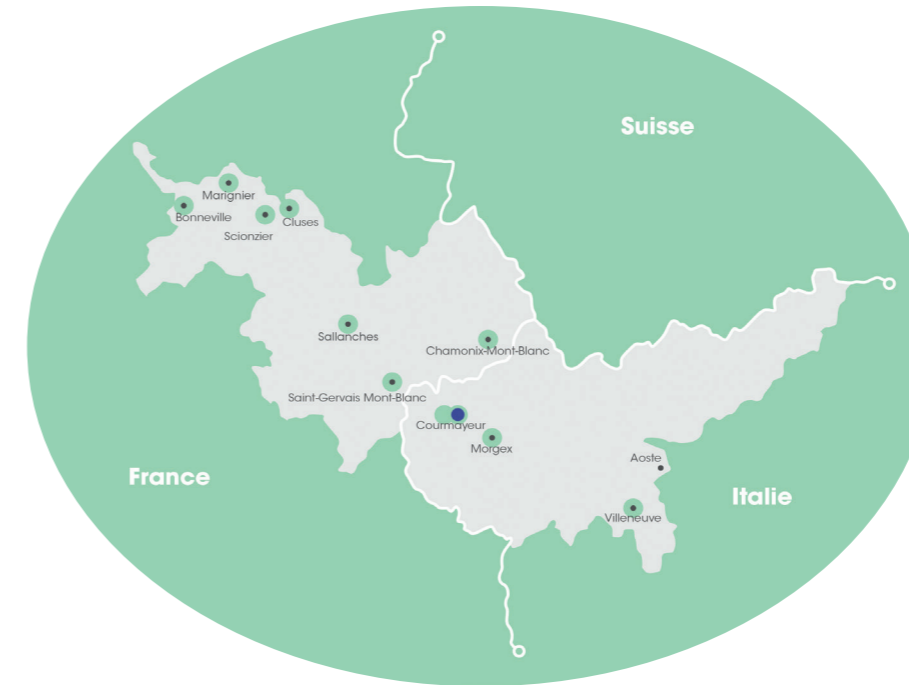 Suisse
Marignier
Bonneville
Cluses
Scionzier
Sallanches
Chamonix-Mont-Blanc
Saint-Gervais Mont-Blanc
Courmayeur
Morgex
Aoste
France
Italie
Villeneuve